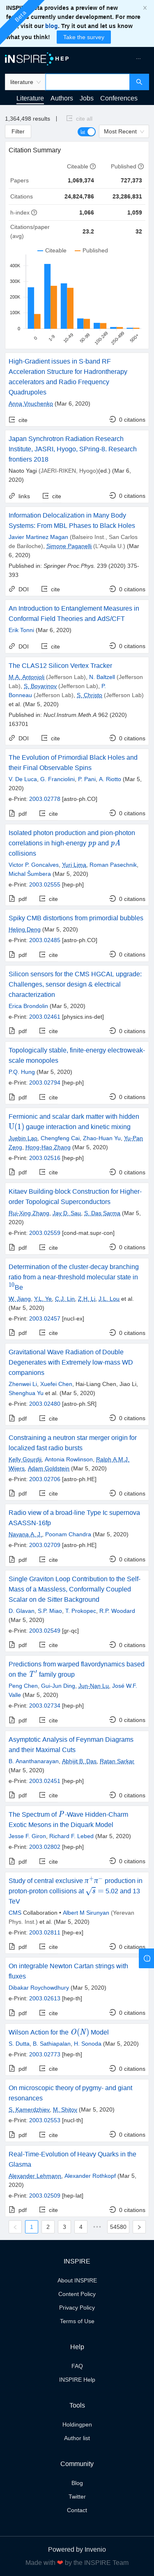 Beta
INSPIRE is promoting a preview of new
features currently in development. For more
information visit our blog. Try it out and let us know
what you think! Take the survey
iNSPIRE HEP
literature
Literature Authors Jobs Conferences
1,364,498 results cite all
Filter Most Recent
Citation Summary
Citeable Published
Papers 1,069,374 727,373
Citations 24,884,786 23,286,831
h-index 1,066 1,059
Citations/paper
(avg) 23.2 32
Citeable Published
400K
300K
200K
100K
0
0 1-9 10-49 50-99 100-249 250-499 500+
High-Gradient issues in S-band RF
Acceleration Structure for Hadrontherapy
accelerators and Radio Frequency
Quadrupoles
Anna Vnuchenko (Mar 6, 2020)
cite 0 citations
Japan Synchrotron Radiation Research
Institute, JASRI, Hyogo. SPring-8. Research
frontiers 2018
Naoto Yagi (JAERI-RIKEN, Hyogo)(ed.) (Mar 6,
2020)
links cite 0 citations
Information Delocalization in Many Body
Systems: From MBL Phases to Black Holes
Javier Martinez Magan (Balseiro Inst., San Carlos
de Bariloche), Simone Paganelli (L'Aquila U.) (Mar
6, 2020)
Published in: Springer Proc.Phys. 239 (2020) 375-
395
DOI cite 0 citations
An Introduction to Entanglement Measures in
Conformal Field Theories and AdS/CFT
Erik Tonni (Mar 6, 2020)
DOI cite 0 citations
The CLAS12 Silicon Vertex Tracker
M.A. Antonioli (Jefferson Lab), N. Baltzell (Jefferson
Lab), S. Boyarinov (Jefferson Lab), P.
Bonneau (Jefferson Lab), S. Christo (Jefferson Lab)
et al. (Mar 5, 2020)
Published in: Nucl.Instrum.Meth.A 962 (2020)
163701
DOI cite 0 citations
The Evolution of Primordial Black Holes and
their Final Observable Spins
V. De Luca, G. Franciolini, P. Pani, A. Riotto (Mar 5,
2020)
e-Print: 2003.02778 [astro-ph.CO]
pdf cite 0 citations
Isolated photon production and pion-photon
correlations in high-energy pp and pA
collisions
Victor P. Goncalves, Yuri Lima, Roman Pasechnik,
Michal Šumbera (Mar 5, 2020)
e-Print: 2003.02555 [hep-ph]
pdf cite 0 citations
Spiky CMB distortions from primordial bubbles
Heling Deng (Mar 5, 2020)
e-Print: 2003.02485 [astro-ph.CO]
pdf cite 0 citations
Silicon sensors for the CMS HGCAL upgrade:
Challenges, sensor design & electrical
characterization
Erica Brondolin (Mar 5, 2020)
e-Print: 2003.02461 [physics.ins-det]
pdf cite 0 citations
Topologically stable, finite-energy electroweak-
scale monopoles
P.Q. Hung (Mar 5, 2020)
e-Print: 2003.02794 [hep-ph]
pdf cite 0 citations
Fermionic and scalar dark matter with hidden
U(1) gauge interaction and kinetic mixing
Juebin Lao, Chengfeng Cai, Zhao-Huan Yu, Yu-Pan
Zeng, Hong-Hao Zhang (Mar 5, 2020)
e-Print: 2003.02516 [hep-ph]
pdf cite 0 citations
Kitaev Building-block Construction for Higher-
order Topological Superconductors
Rui-Xing Zhang, Jay D. Sau, S. Das Sarma (Mar 5,
2020)
e-Print: 2003.02559 [cond-mat.supr-con]
pdf cite 0 citations
Determination of the cluster-decay branching
ratio from a near-threshold molecular state in
10Be
W. Jiang, Y.L. Ye, C.J. Lin, Z.H. Li, J.L. Lou et al.
(Mar 5, 2020)
e-Print: 2003.02457 [nucl-ex]
pdf cite 0 citations
Gravitational Wave Radiation of Double
Degenerates with Extremely low-mass WD
companions
Zhenwei Li, Xuefei Chen, Hai-Liang Chen, Jiao Li,
Shenghua Yu et al. (Mar 5, 2020)
e-Print: 2003.02480 [astro-ph.SR]
pdf cite 0 citations
Constraining a neutron star merger origin for
localized fast radio bursts
Kelly Gourdji, Antonia Rowlinson, Ralph A.M.J.
Wijers, Adam Goldstein (Mar 5, 2020)
e-Print: 2003.02706 [astro-ph.HE]
pdf cite 0 citations
Radio view of a broad-line Type Ic supernova
ASASSN-16fp
Nayana A. J., Poonam Chandra (Mar 5, 2020)
e-Print: 2003.02709 [astro-ph.HE]
pdf cite 0 citations
Single Graviton Loop Contribution to the Self-
Mass of a Massless, Conformally Coupled
Scalar on de Sitter Background
D. Glavan, S.P. Miao, T. Prokopec, R.P. Woodard
(Mar 5, 2020)
e-Print: 2003.02549 [gr-qc]
pdf cite 0 citations
Predictions from warped flavordynamics based
on the T′ family group
Peng Chen, Gui-Jun Ding, Jun-Nan Lu, José W.F.
Valle (Mar 5, 2020)
e-Print: 2003.02734 [hep-ph]
pdf cite 0 citations
Asymptotic Analysis of Feynman Diagrams
and their Maximal Cuts
B. Ananthanarayan, Abhijit B. Das, Ratan Sarkar
(Mar 5, 2020)
e-Print: 2003.02451 [hep-ph]
pdf cite 0 citations
The Spectrum of P-Wave Hidden-Charm
Exotic Mesons in the Diquark Model
Jesse F. Giron, Richard F. Lebed (Mar 5, 2020)
e-Print: 2003.02802 [hep-ph]
pdf cite 0 citations
Study of central exclusive π+π− production in
proton-proton collisions at √s = 5.02 and 13
TeV
CMS Collaboration • Albert M Sirunyan (Yerevan
Phys. Inst.) et al. (Mar 5, 2020)
e-Print: 2003.02811 [hep-ex]
pdf cite 0 citations
On integrable Newton Cartan strings with
fluxes
Dibakar Roychowdhury (Mar 5, 2020)
e-Print: 2003.02613 [hep-th]
pdf cite 0 citations
Wilson Action for the O(N) Model
S. Dutta, B. Sathiapalan, H. Sonoda (Mar 5, 2020)
e-Print: 2003.02773 [hep-th]
pdf cite 0 citations
On microscopic theory of pygmy- and giant
resonances
S. Kamerdzhiev, M. Shitov (Mar 5, 2020)
e-Print: 2003.02553 [nucl-th]
pdf cite 0 citations
Real-Time-Evolution of Heavy Quarks in the
Glasma
Alexander Lehmann, Alexander Rothkopf (Mar 5,
2020)
e-Print: 2003.02509 [hep-lat]
pdf cite 0 citations
1 2 3 4 ••• 54580
INSPIRE
About INSPIRE
Content Policy
Privacy Policy
Terms of Use
Help
FAQ
INSPIRE Help
Tools
Holdingpen
Author list
Community
Blog
Twitter
Contact
Powered by Invenio
Made with ❤ by the INSPIRE Team